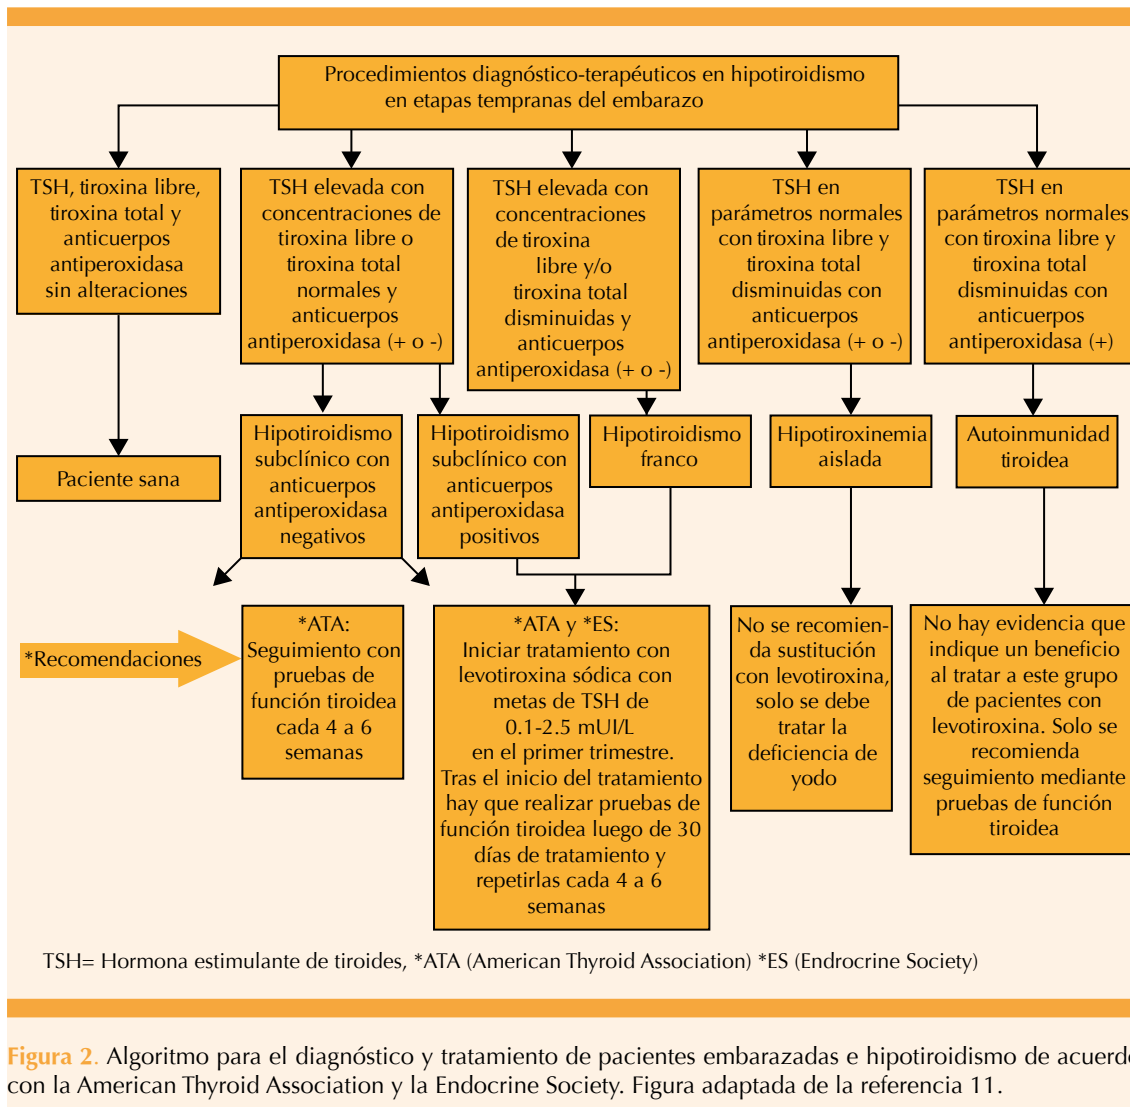 Procedimientos diagnóstico-terapéuticos en hipotiroidismo
en etapas tempranas del embarazo
TSH, tiroxina libre,
tiroxina total y
anticuerpos
antiperoxidasa
sin alteraciones
TSH elevada con
concentraciones de
tiroxina libre o
tiroxina total
normales y
anticuerpos
antiperoxidasa (+ o -)
TSH elevada con
concentraciones
de tiroxina
libre y/o
tiroxina total
disminuidas y
anticuerpos
antiperoxidasa (+ o -)
TSH en
parámetros normales
con tiroxina libre y
tiroxina total
disminuidas con
anticuerpos
antiperoxidasa (+ o -)
TSH en
parámetros normales
con tiroxina libre y
tiroxina total
disminuidas con
anticuerpos
antiperoxidasa (+)
Paciente sana
Hipotiroidismo
subclínico con
anticuerpos
antiperoxidasa
negativos
Hipotiroidismo
subclínico con
anticuerpos
antiperoxidasa
positivos
Hipotiroidismo
franco
Hipotiroxinemia
aislada
Autoinmunidad
tiroidea
*Recomendaciones
*ATA:
Seguimiento con
pruebas de
función tiroidea
cada 4 a 6
semanas
*ATA y *ES:
Iniciar tratamiento con
levotiroxina sódica con
metas de TSH de
0.1-2.5 mUI/L
en el primer trimestre.
Tras el inicio del tratamiento
hay que realizar pruebas de
función tiroidea luego de 30
días de tratamiento y
repetirlas cada 4 a 6
semanas
No se recomien-
da sustitución
con levotiroxina,
solo se debe
tratar la
deficiencia de
yodo
No hay evidencia que
indique un beneficio
al tratar a este grupo
de pacientes con
levotiroxina. Solo se
recomienda
seguimiento mediante
pruebas de función
tiroidea
TSH= Hormona estimulante de tiroides, *ATA (American Thyroid Association) *ES (Endrocrine Society)
Figura 2. Algoritmo para el diagnóstico y tratamiento de pacientes embarazadas e hipotiroidismo de acuerdo
con la American Thyroid Association y la Endocrine Society. Figura adaptada de la referencia 11.